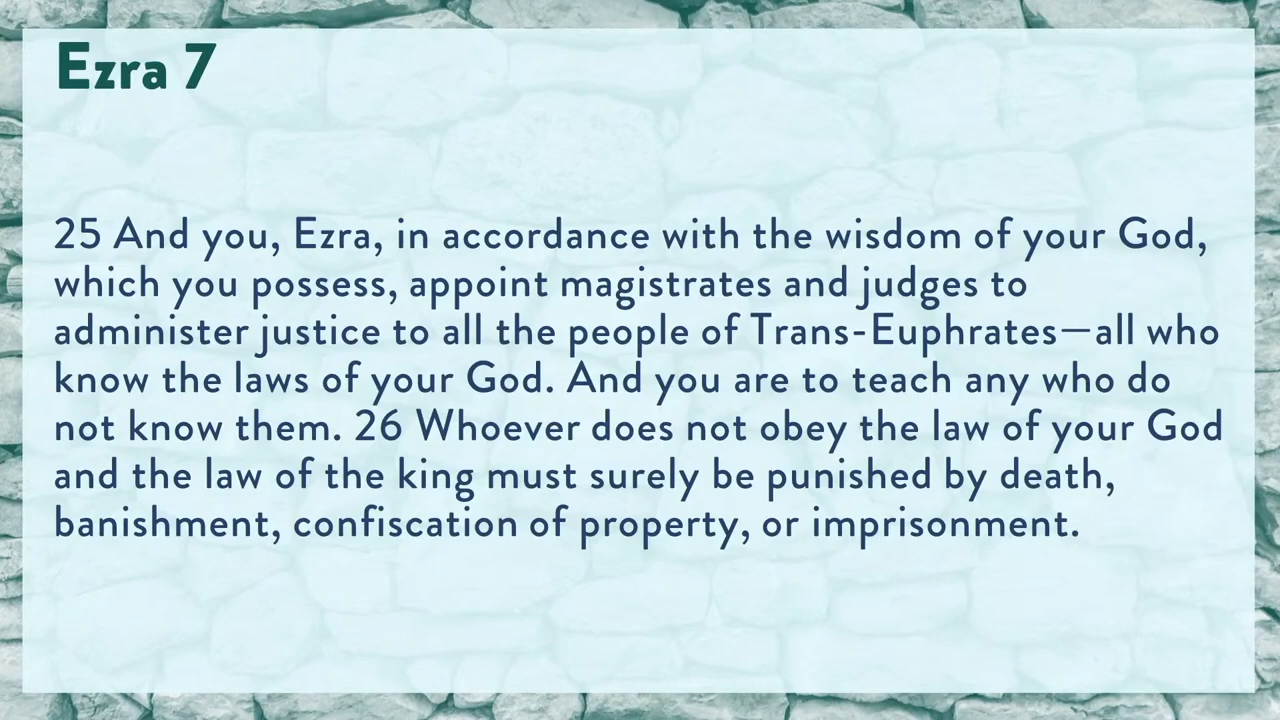 Ezra 7
25 And you, Ezra, in accordance with the wisdom of your God,
which you possess, appoint magistrates and judges to
administer justice to all the people of Trans-Euphrates—all who
know the laws of your God. And you are to teach any who do
not know them. 26 Whoever does not obey the law of your God
and the law of the king must surely be punished by death,
banishment, confiscation of property, or imprisonment.